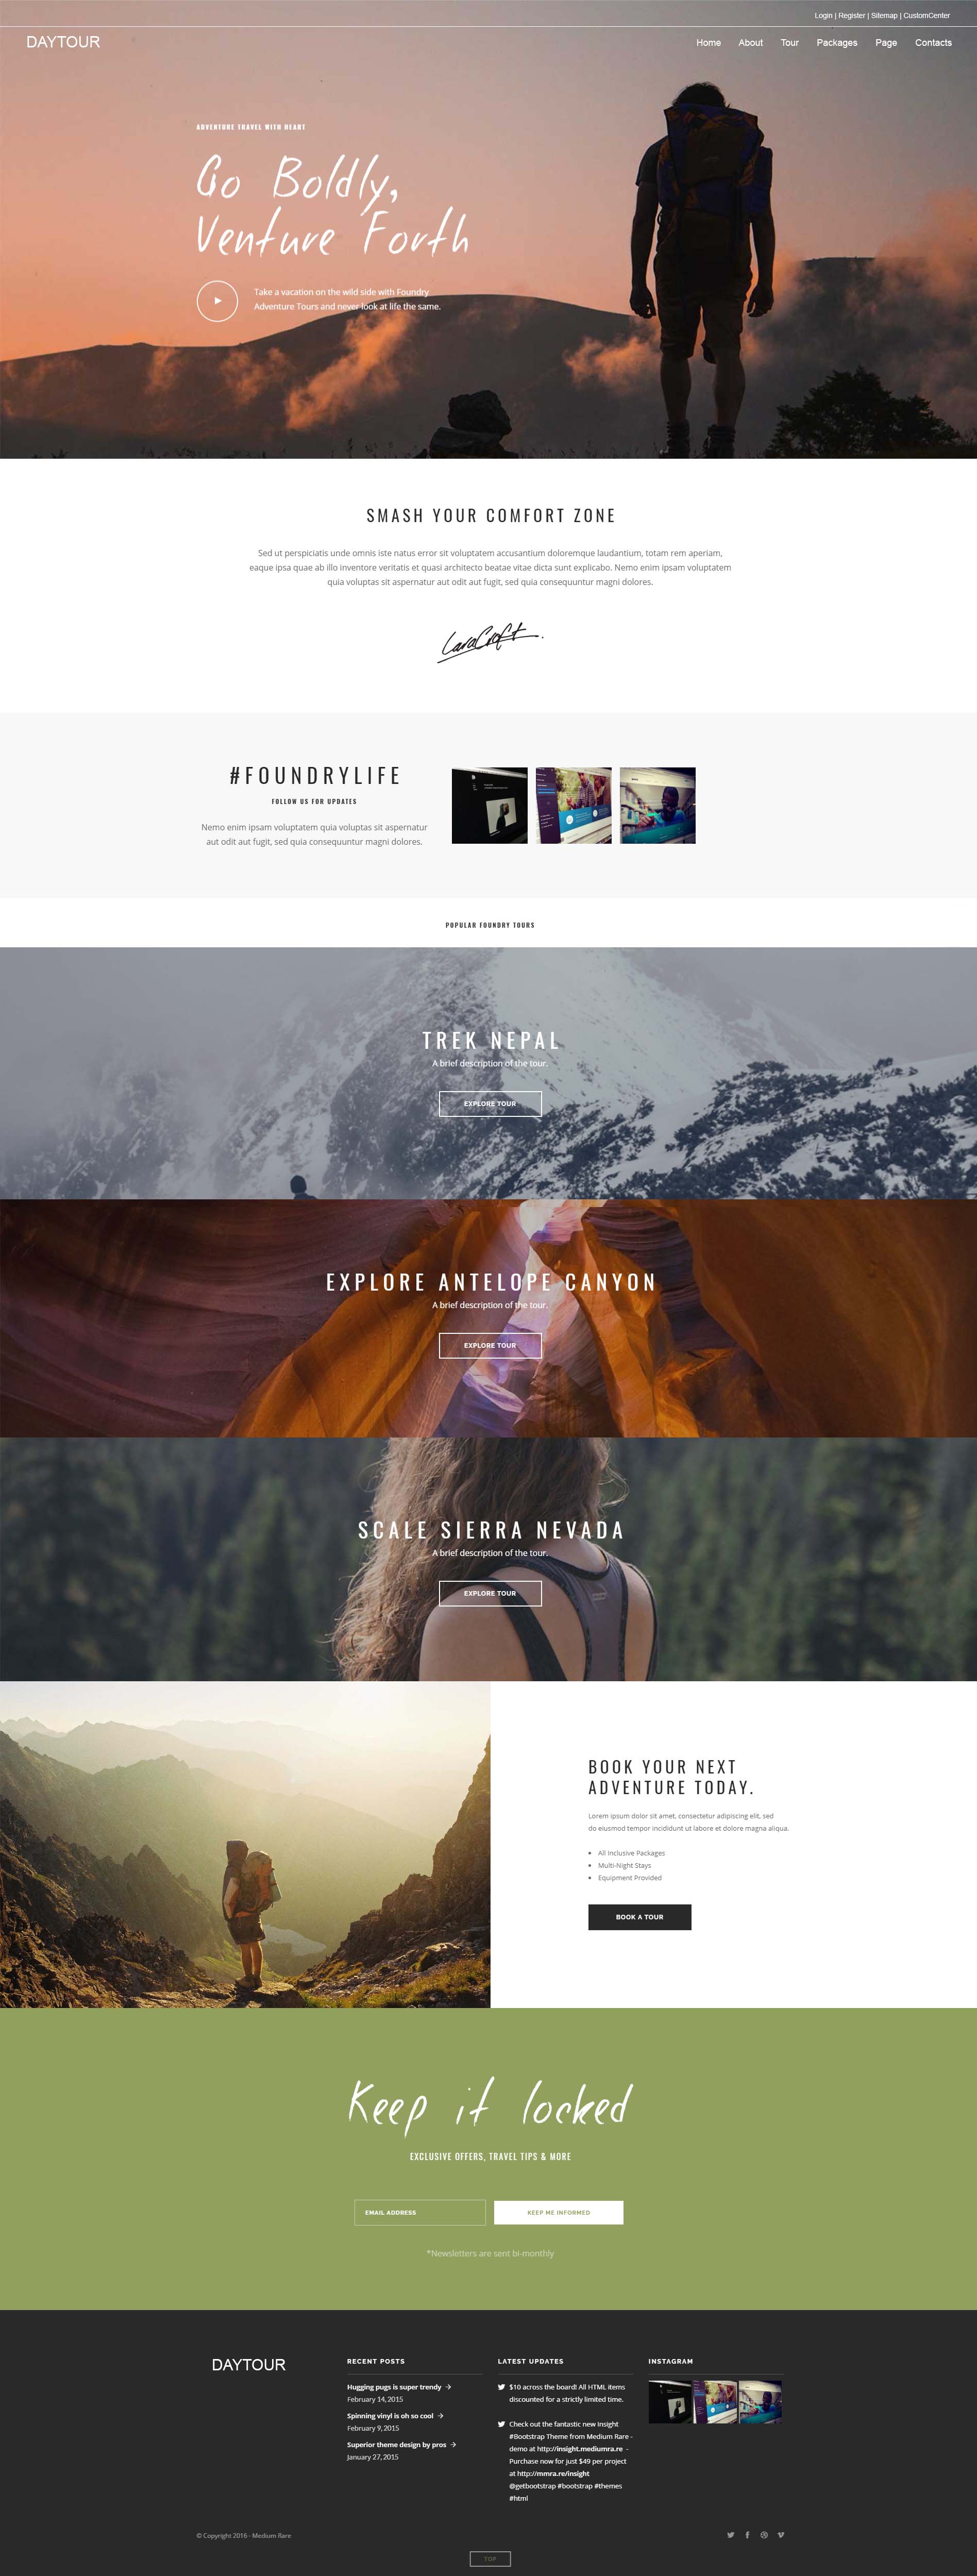 Login | Register | Sitemap | CustomCenter
DAYTOUR
Home About Tour Packages Page Contacts
ADVENTURE TRAVEL WITH HEART
Go Boldly,
Venture Forth
Take a vacation on the wild side with Foundry
Adventure Tours and never look at life the same.
SMASH YOUR COMFORT ZONE
Sed ut perspiciatis unde omnis iste natus error sit voluptatem accusantium doloremque laudantium, totam rem aperiam,
eaque ipsa quae ab illo inventore veritatis et quasi architecto beatae vitae dicta sunt explicabo. Nemo enim ipsam voluptatem
quia voluptas sit aspernatur aut odit aut fugit, sed quia consequuntur magni dolores.
LaraCroft.
#FOUNDRYLIFE
FOLLOW US FOR UPDATES
Nemo enim ipsam voluptatem quia voluptas sit aspernatur
aut odit aut fugit, sed quia consequuntur magni dolores.
POPULAR FOUNDRY TOURS
TREK NEPAL
A brief description of the tour.
EXPLORE TOUR
EXPLORE ANTELOPE CANYON
A brief description of the tour.
EXPLORE TOUR
SCALE SIERRA NEVADA
A brief description of the tour.
EXPLORE TOUR
BOOK YOUR NEXT
ADVENTURE TODAY.
Lorem ipsum dolor sit amet, consectetur adipiscing elit, sed
do eiusmod tempor incididunt ut labore et dolore magna aliqua.
• All Inclusive Packages
• Multi-Night Stays
• Equipment Provided
BOOK A TOUR
Keep it locked
EXCLUSIVE OFFERS, TRAVEL TIPS & MORE
EMAIL ADDRESS
KEEP ME INFORMED
*Newsletters are sent bi-monthly
DAYTOUR
RECENT POSTS
Hugging pugs is super trendy
February 14, 2015
Spinning vinyl is oh so cool
February 9, 2015
Superior theme design by pros
January 27, 2015
LATEST UPDATES
$10 across the board! All HTML items
discounted for a strictly limited time.
Check out the fantastic new Insight
#Bootstrap Theme from Medium Rare -
demo at http://insight.mediumra.re -
Purchase now for just $49 per project
at http://mmra.re/insight
@getbootstrap #bootstrap #themes
#html
INSTAGRAM
© Copyright 2016 - Medium Rare
TOP